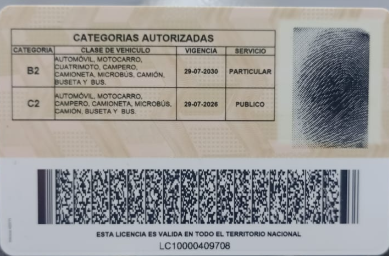 CATEGORIAS AUTORIZADAS
CATEGORIA CLASE DE VEHICULO VIGENCIA SERVICIO
B2 AUTOMÓVIL, MOTOCARRO, CUATRIMOTO, CAMPERO, CAMIONETA, MICROBÚS, CAMIÓN, BUSETA Y BUS. 29-07-2030 PARTICULAR
C2 AUTOMÓVIL, MOTOCARRO, CAMPERO, CAMIONETA, MICROBÚS, CAMIÓN, BUSETA Y BUS. 29-07-2026 PUBLICO
ESTA LICENCIA ES VALIDA EN TODO EL TERRITORIO NACIONAL
LC10000409708